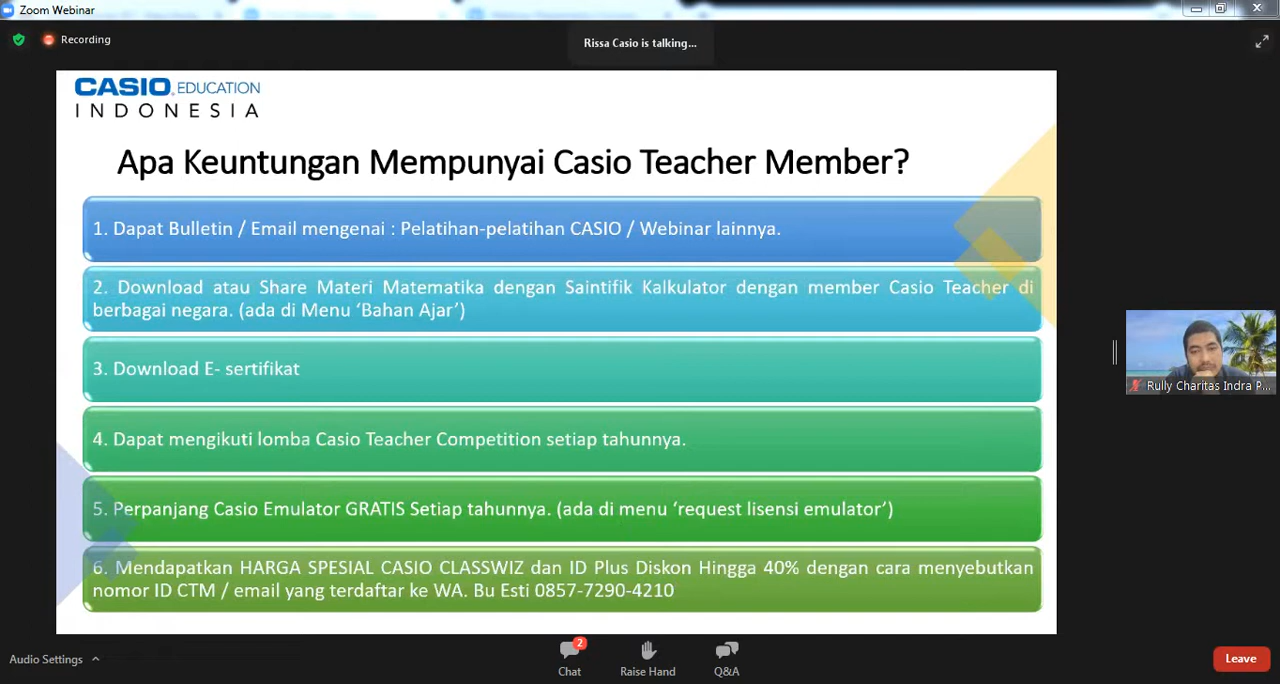 Zoom Webinar
Recording
Rissa Casio is talking...
CASIO EDUCATION
INDONESIA
Apa Keuntungan Mempunyai Casio Teacher Member?
1. Dapat Bulletin / Email mengenai : Pelatihan-pelatihan CASIO / Webinar lainnya.
2. Download atau Share Materi Matematika dengan Saintifik Kalkulator dengan member Casio Teacher di
berbagai negara. (ada di Menu ‘Bahan Ajar’)
3. Download E- sertifikat
4. Dapat mengikuti lomba Casio Teacher Competition setiap tahunnya.
5. Perpanjang Casio Emulator GRATIS Setiap tahunnya. (ada di menu ‘request lisensi emulator’)
6. Mendapatkan HARGA SPESIAL CASIO CLASSWIZ dan ID Plus Diskon Hingga 40% dengan cara menyebutkan
nomor ID CTM / email yang terdaftar ke WA. Bu Esti 0857-7290-4210
Rully Charitas Indra P...
Audio Settings
2
Chat
Raise Hand
Q&A
Leave